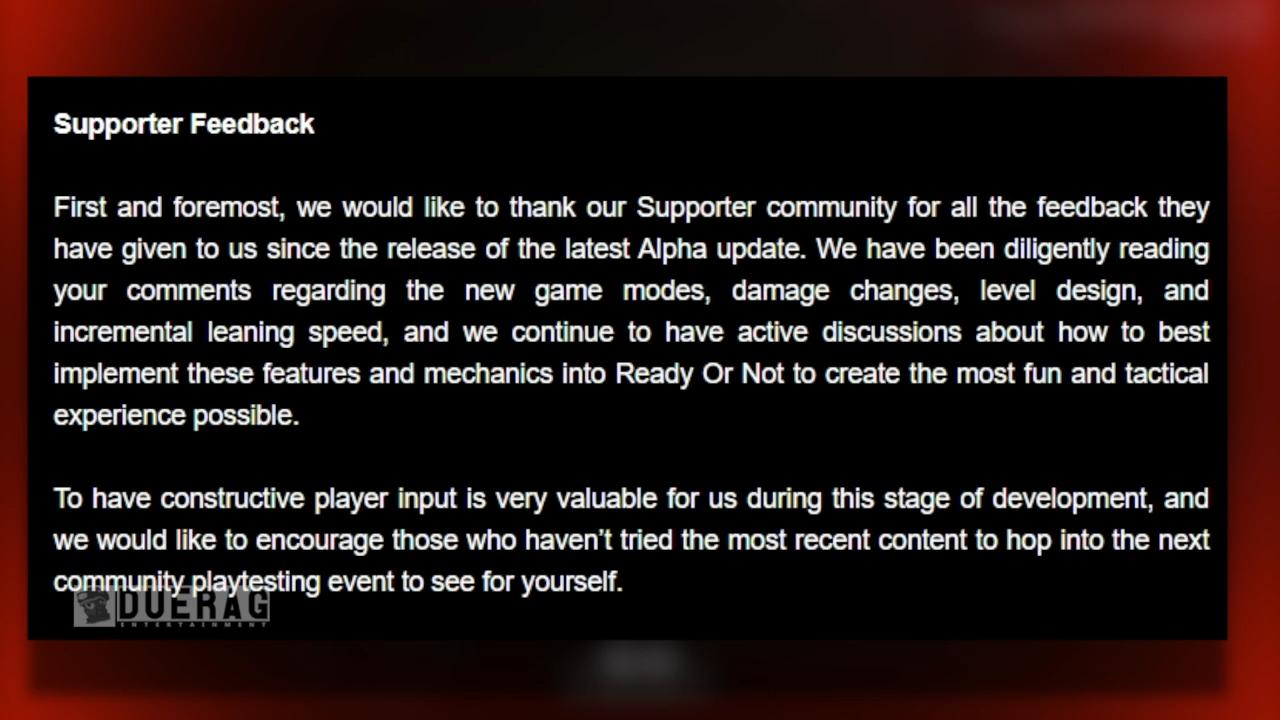 Supporter Feedback
First and foremost, we would like to thank our Supporter community for all the feedback they
have given to us since the release of the latest Alpha update. We have been diligently reading
your comments regarding the new game modes, damage changes, level design, and
incremental leaning speed, and we continue to have active discussions about how to best
implement these features and mechanics into Ready Or Not to create the most fun and tactical
experience possible.
To have constructive player input is very valuable for us during this stage of development, and
we would like to encourage those who haven’t tried the most recent content to hop into the next
community playtesting event to see for yourself.
DUERAG
ENTERTAINMENT